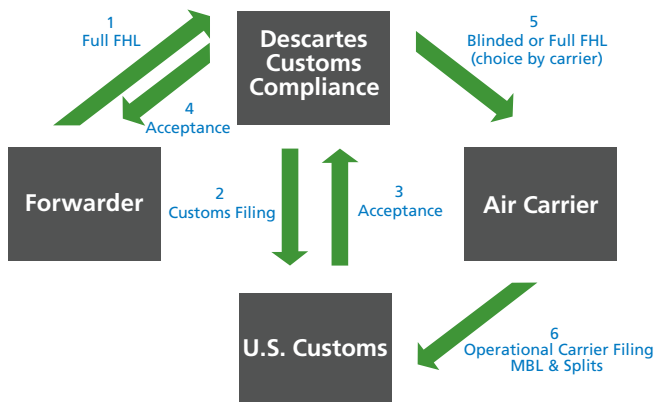 1
Full FHL
Descartes
Customs
Compliance
5
Blinded or Full FHL
(choice by carrier)
4
Acceptance
Forwarder
2
Customs Filing
3
Acceptance
Air Carrier
U.S. Customs
6
Operational Carrier Filing
MBL & Splits